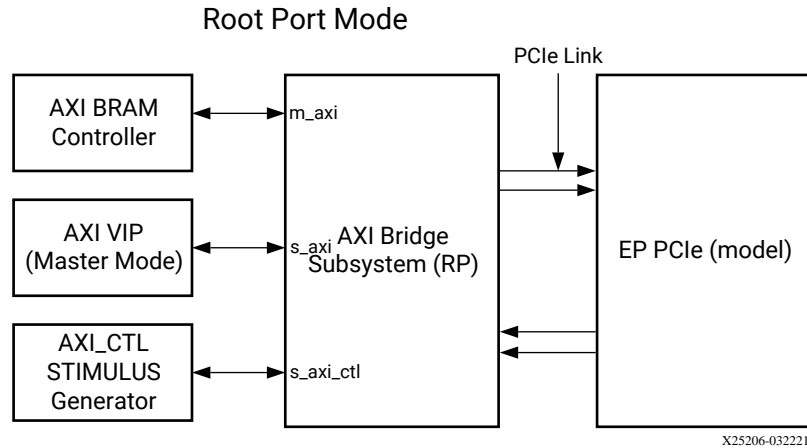 Root Port Mode
PCIe Link
AXI BRAM
Controller
m_axi
AXI VIP
(Master Mode)
s_axi
AXI Bridge
Subsystem (RP)
EP PCIe (model)
AXI_CTL
STIMULUS
Generator
s_axi_ctl
X25206-032221